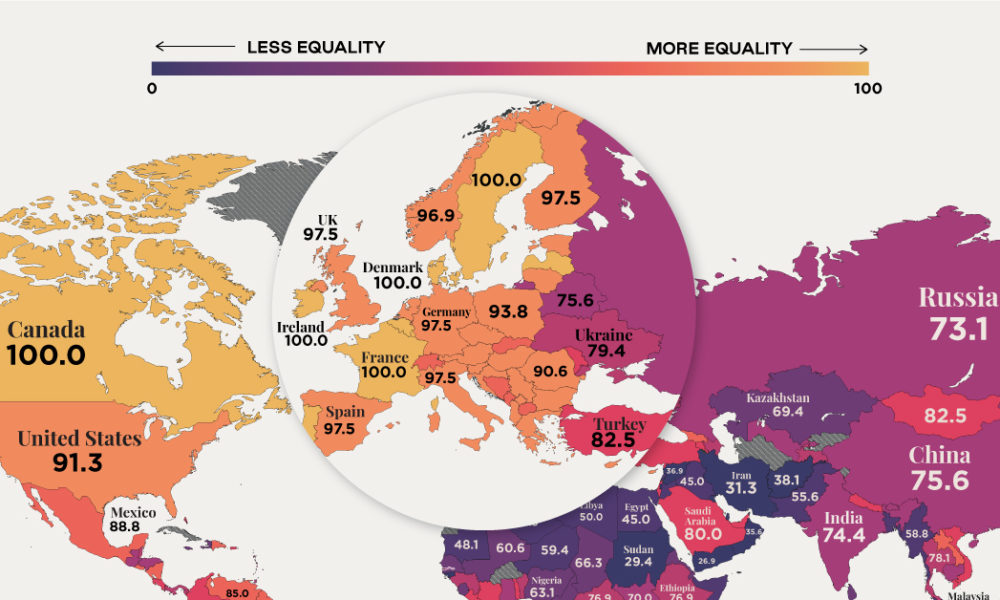 LESS EQUALITY
MORE EQUALITY
0
100
100.0
97.5
96.9
UK
97.5
Denmark
100.0
Germany
97.5
93.8
75.6
Ireland
100.0
Ukraine
79.4
France
100.0
97.5
90.6
Spain
97.5
Turkey
82.5
Canada
100.0
United States
91.3
Mexico
88.8
85.0
Russia
73.1
Kazakhstan
69.4
82.5
China
75.6
36.9
45.0
Iran
31.3
38.1
55.6
India
74.4
58.8
78.1
Malaysia
Saudi
Arabia
80.0
35.6
26.9
Libya
50.0
Egypt
45.0
48.1
60.6
59.4
66.3
Sudan
29.4
Nigeria
63.1
76.9
70.0
Ethiopia
76.9